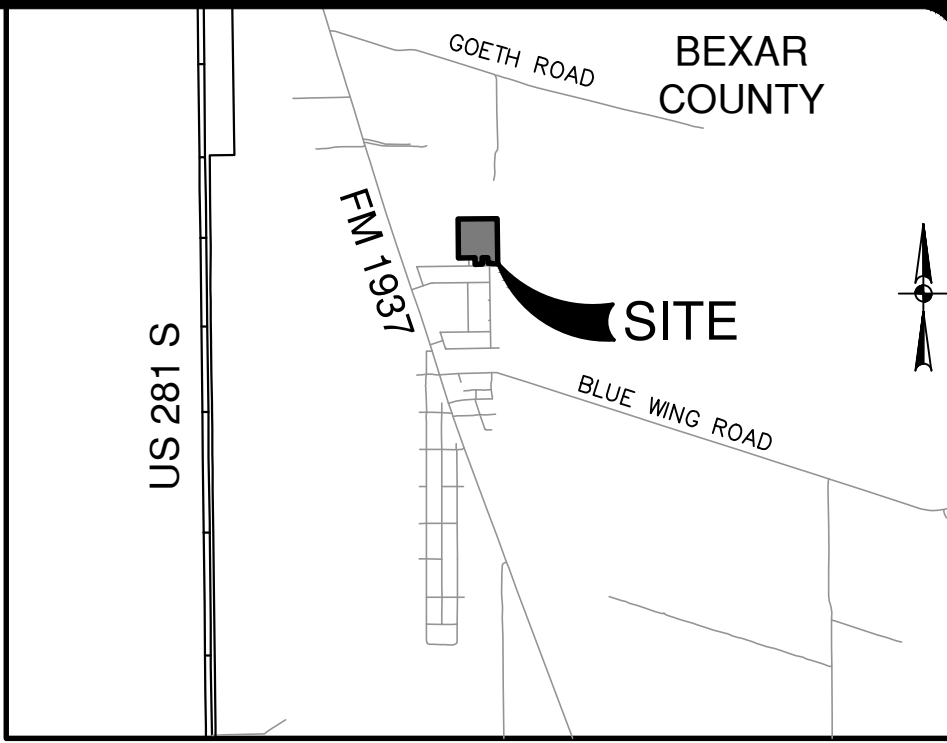 GOETH ROAD
BEXAR
COUNTY
FM 1937
SITE
US 281 S
BLUE WING ROAD